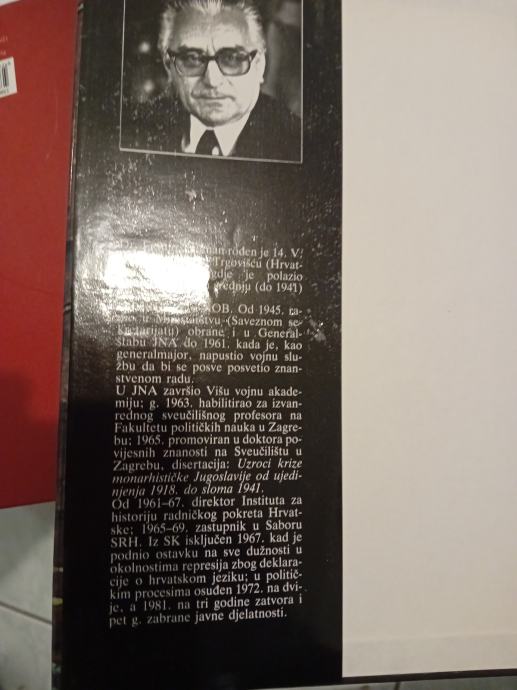 rođen je 14. V.
Trgovišću (Hrvat-
gdje je polazio
srednju (do 1941)
NOB. Od 1945. ra-
(Saveznom se-
kretarijatu) obrane i u General-
štabu JNA do 1961. kada je, kao
generalmajor, napustio vojnu slu-
žbu da bi se posve posvetio znan-
stvenom radu.
U JNA završio Višu vojnu akade-
miju; g. 1963. habilitirao za izvan-
rednog sveučilišnog profesora na
Fakultetu političkih nauka u Zagre-
bu; 1965. promoviran u doktora po-
vijesnih znanosti na Sveučilištu u
Zagrebu, disertacija: Uzroci krize
monarhističke Jugoslavije od ujedi-
njenja 1918. do sloma 1941.
Od 1961–67. direktor Instituta za
historiju radničkog pokreta Hrvat-
ske; 1965-69. zastupnik u Saboru
SRH. Iz SK isključen 1967. kad je
podnio ostavku na sve dužnosti u
okolnostima represija zbog deklara-
cije o hrvatskom jeziku; u politič-
kim procesima osuđen 1972. na dvi-
je, a 1981. na tri godine zatvora i
pet g. zabrane javne djelatnosti.